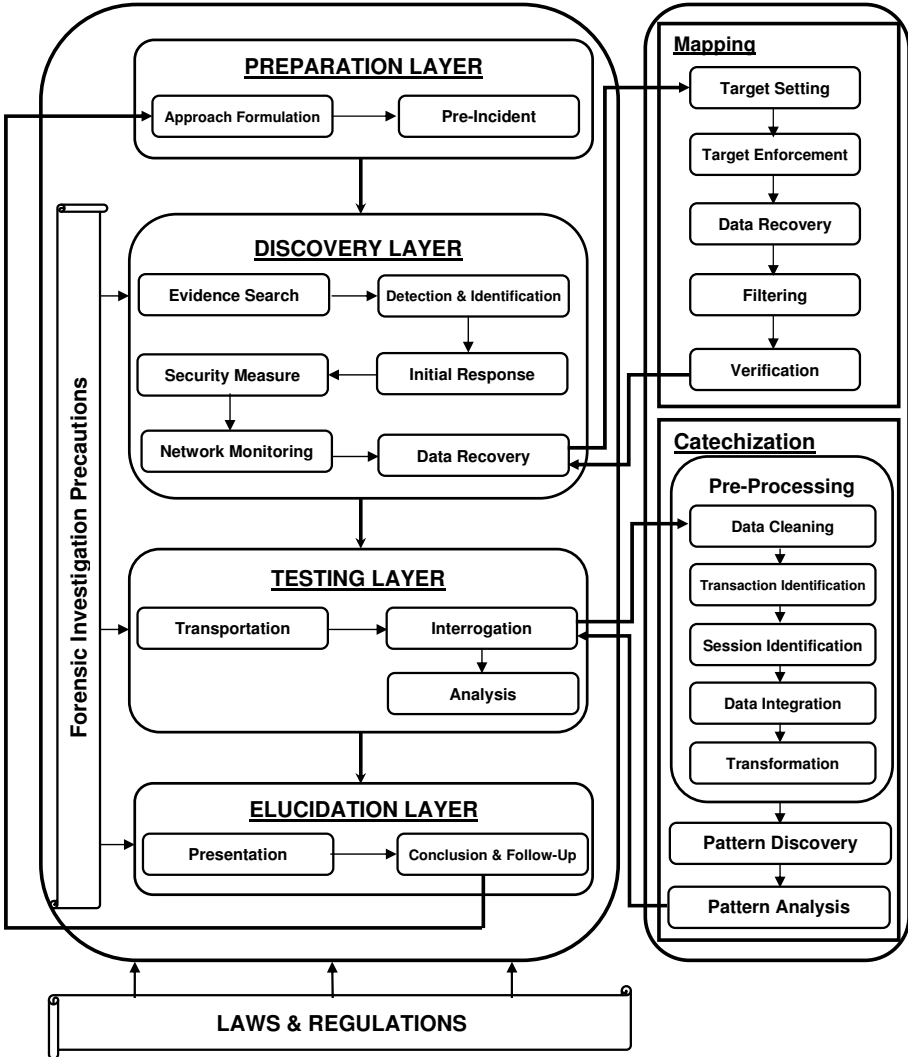 PREPARATION LAYER
Approach Formulation
Pre-Incident
DISCOVERY LAYER
Evidence Search
Detection & Identification
Security Measure
Initial Response
Network Monitoring
Data Recovery
TESTING LAYER
Transportation
Interrogation
Analysis
ELUCIDATION LAYER
Presentation
Conclusion & Follow-Up
Forensic Investigation Precautions
LAWS & REGULATIONS
Mapping
Target Setting
Target Enforcement
Data Recovery
Filtering
Verification
Catechization
Pre-Processing
Data Cleaning
Transaction Identification
Session Identification
Data Integration
Transformation
Pattern Discovery
Pattern Analysis